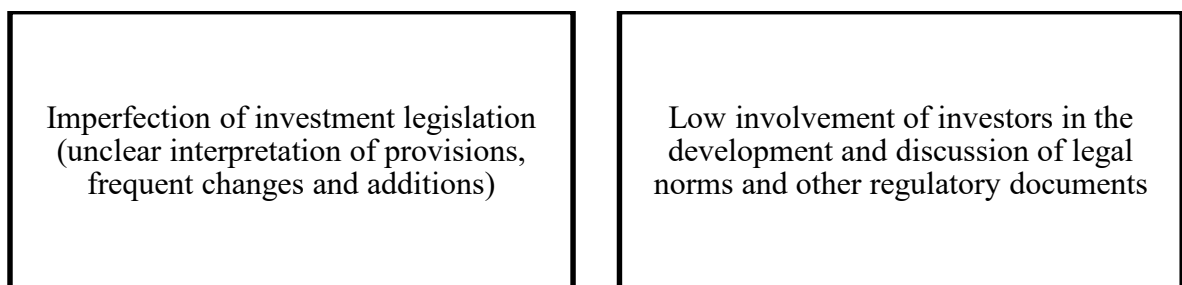 Imperfection of investment legislation
(unclear interpretation of provisions,
frequent changes and additions)
Low involvement of investors in the
development and discussion of legal
norms and other regulatory documents